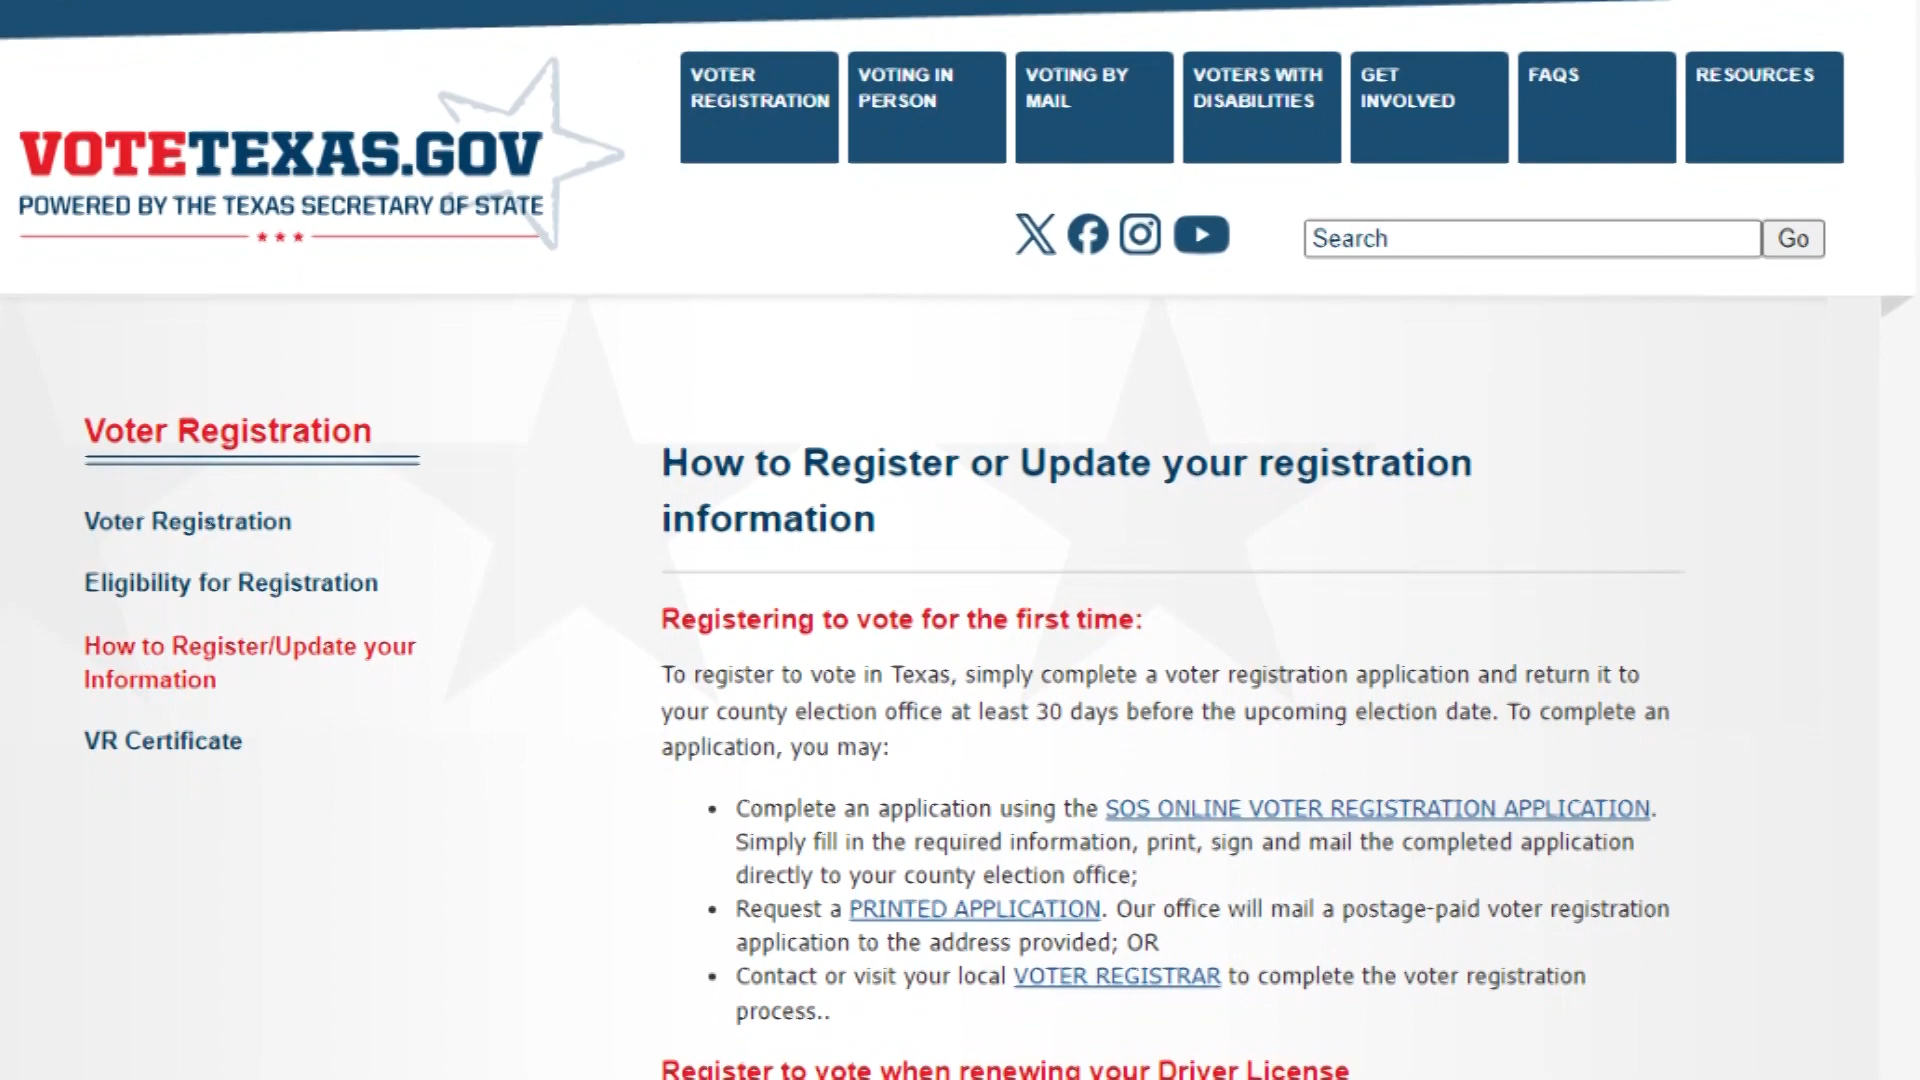 VOTER REGISTRATION
VOTING IN PERSON
VOTING BY MAIL
VOTERS WITH DISABILITIES
GET INVOLVED
FAQS
RESOURCES
VOTETEXAS.GOV
POWERED BY THE TEXAS SECRETARY OF STATE
Search
Go
Voter Registration
Voter Registration
Eligibility for Registration
How to Register/Update your
Information
VR Certificate
How to Register or Update your registration
information
Registering to vote for the first time:
To register to vote in Texas, simply complete a voter registration application and return it to
your county election office at least 30 days before the upcoming election date. To complete an
application, you may:
• Complete an application using the SOS ONLINE VOTER REGISTRATION APPLICATION.
Simply fill in the required information, print, sign and mail the completed application
directly to your county election office;
• Request a PRINTED APPLICATION. Our office will mail a postage-paid voter registration
application to the address provided; OR
• Contact or visit your local VOTER REGISTRAR to complete the voter registration
process..
Register to vote when renewing your Driver License